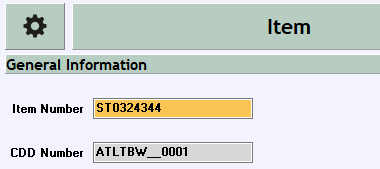 Item
General Information
Item Number ST0324344
CDD Number ATLTBW__0001